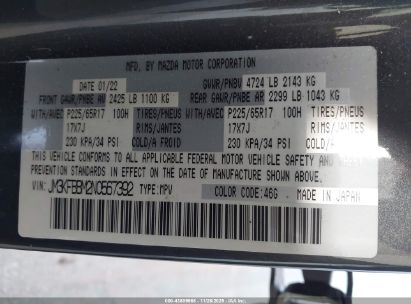 MFD. BY MAZDA MOTOR CORPORATION
DATE 01/22 GVWR/PNBV 4724 LB 2143 KG
FRONT GAWR/PNBE AV 2425 LB 1100 KG REAR GAWR/PNBE AR 2299 LB 1043 KG
WITH/AVEC P225/65R17 100H TIRES/PNEUS WITH/AVEC P225/65R17 100H TIRES/PNEUS
17X7J RIMS/JANTES 17X7J RIMS/JANTES
230 KPA/34 PSI COLD/A FROID 230 KPA/34 PSI COLD/A FROID
THIS VEHICLE CONFORMS TO ALL APPLICABLE FEDERAL MOTOR VEHICLE SAFETY AND THEFT
PREVENTION STANDARDS IN EFFECT ON THE DATE OF MANUFACTURE SHOWN ABOVE.
VIN: TYPE:MPV COLOR CODE:46G MADE IN JAPAN